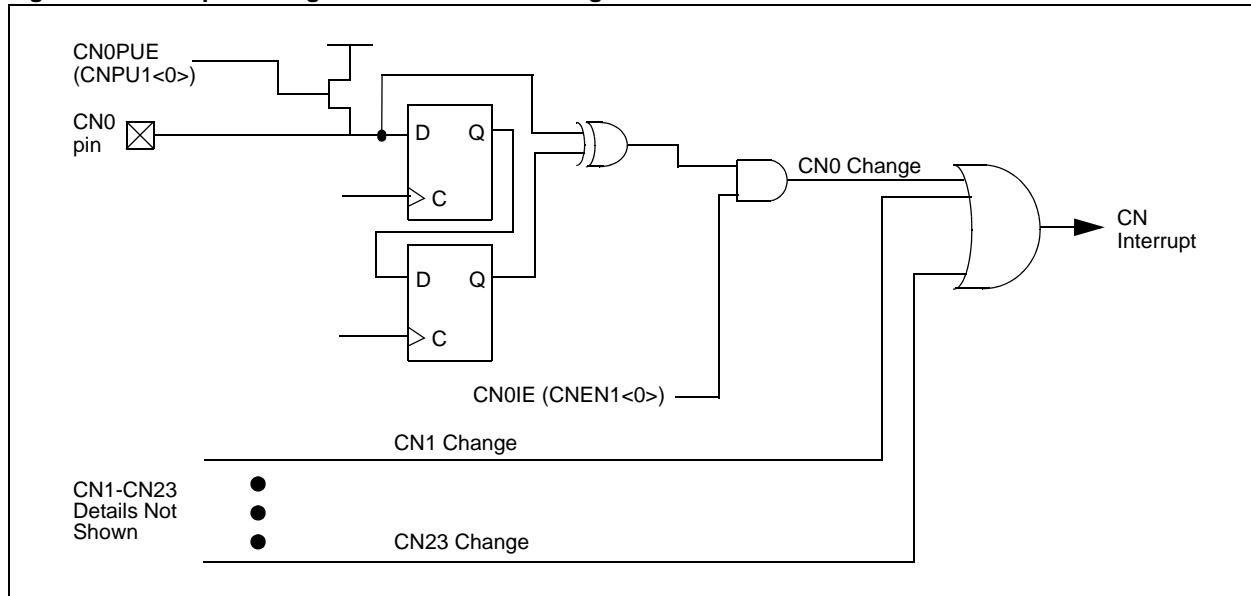 CN0PUE
(CNPU1<0>)
CN0
pin
D Q
C
D Q
C
CN0 Change
CN
Interrupt
CN0IE (CNEN1<0>)
CN1 Change
CN1-CN23
Details Not
Shown
CN23 Change